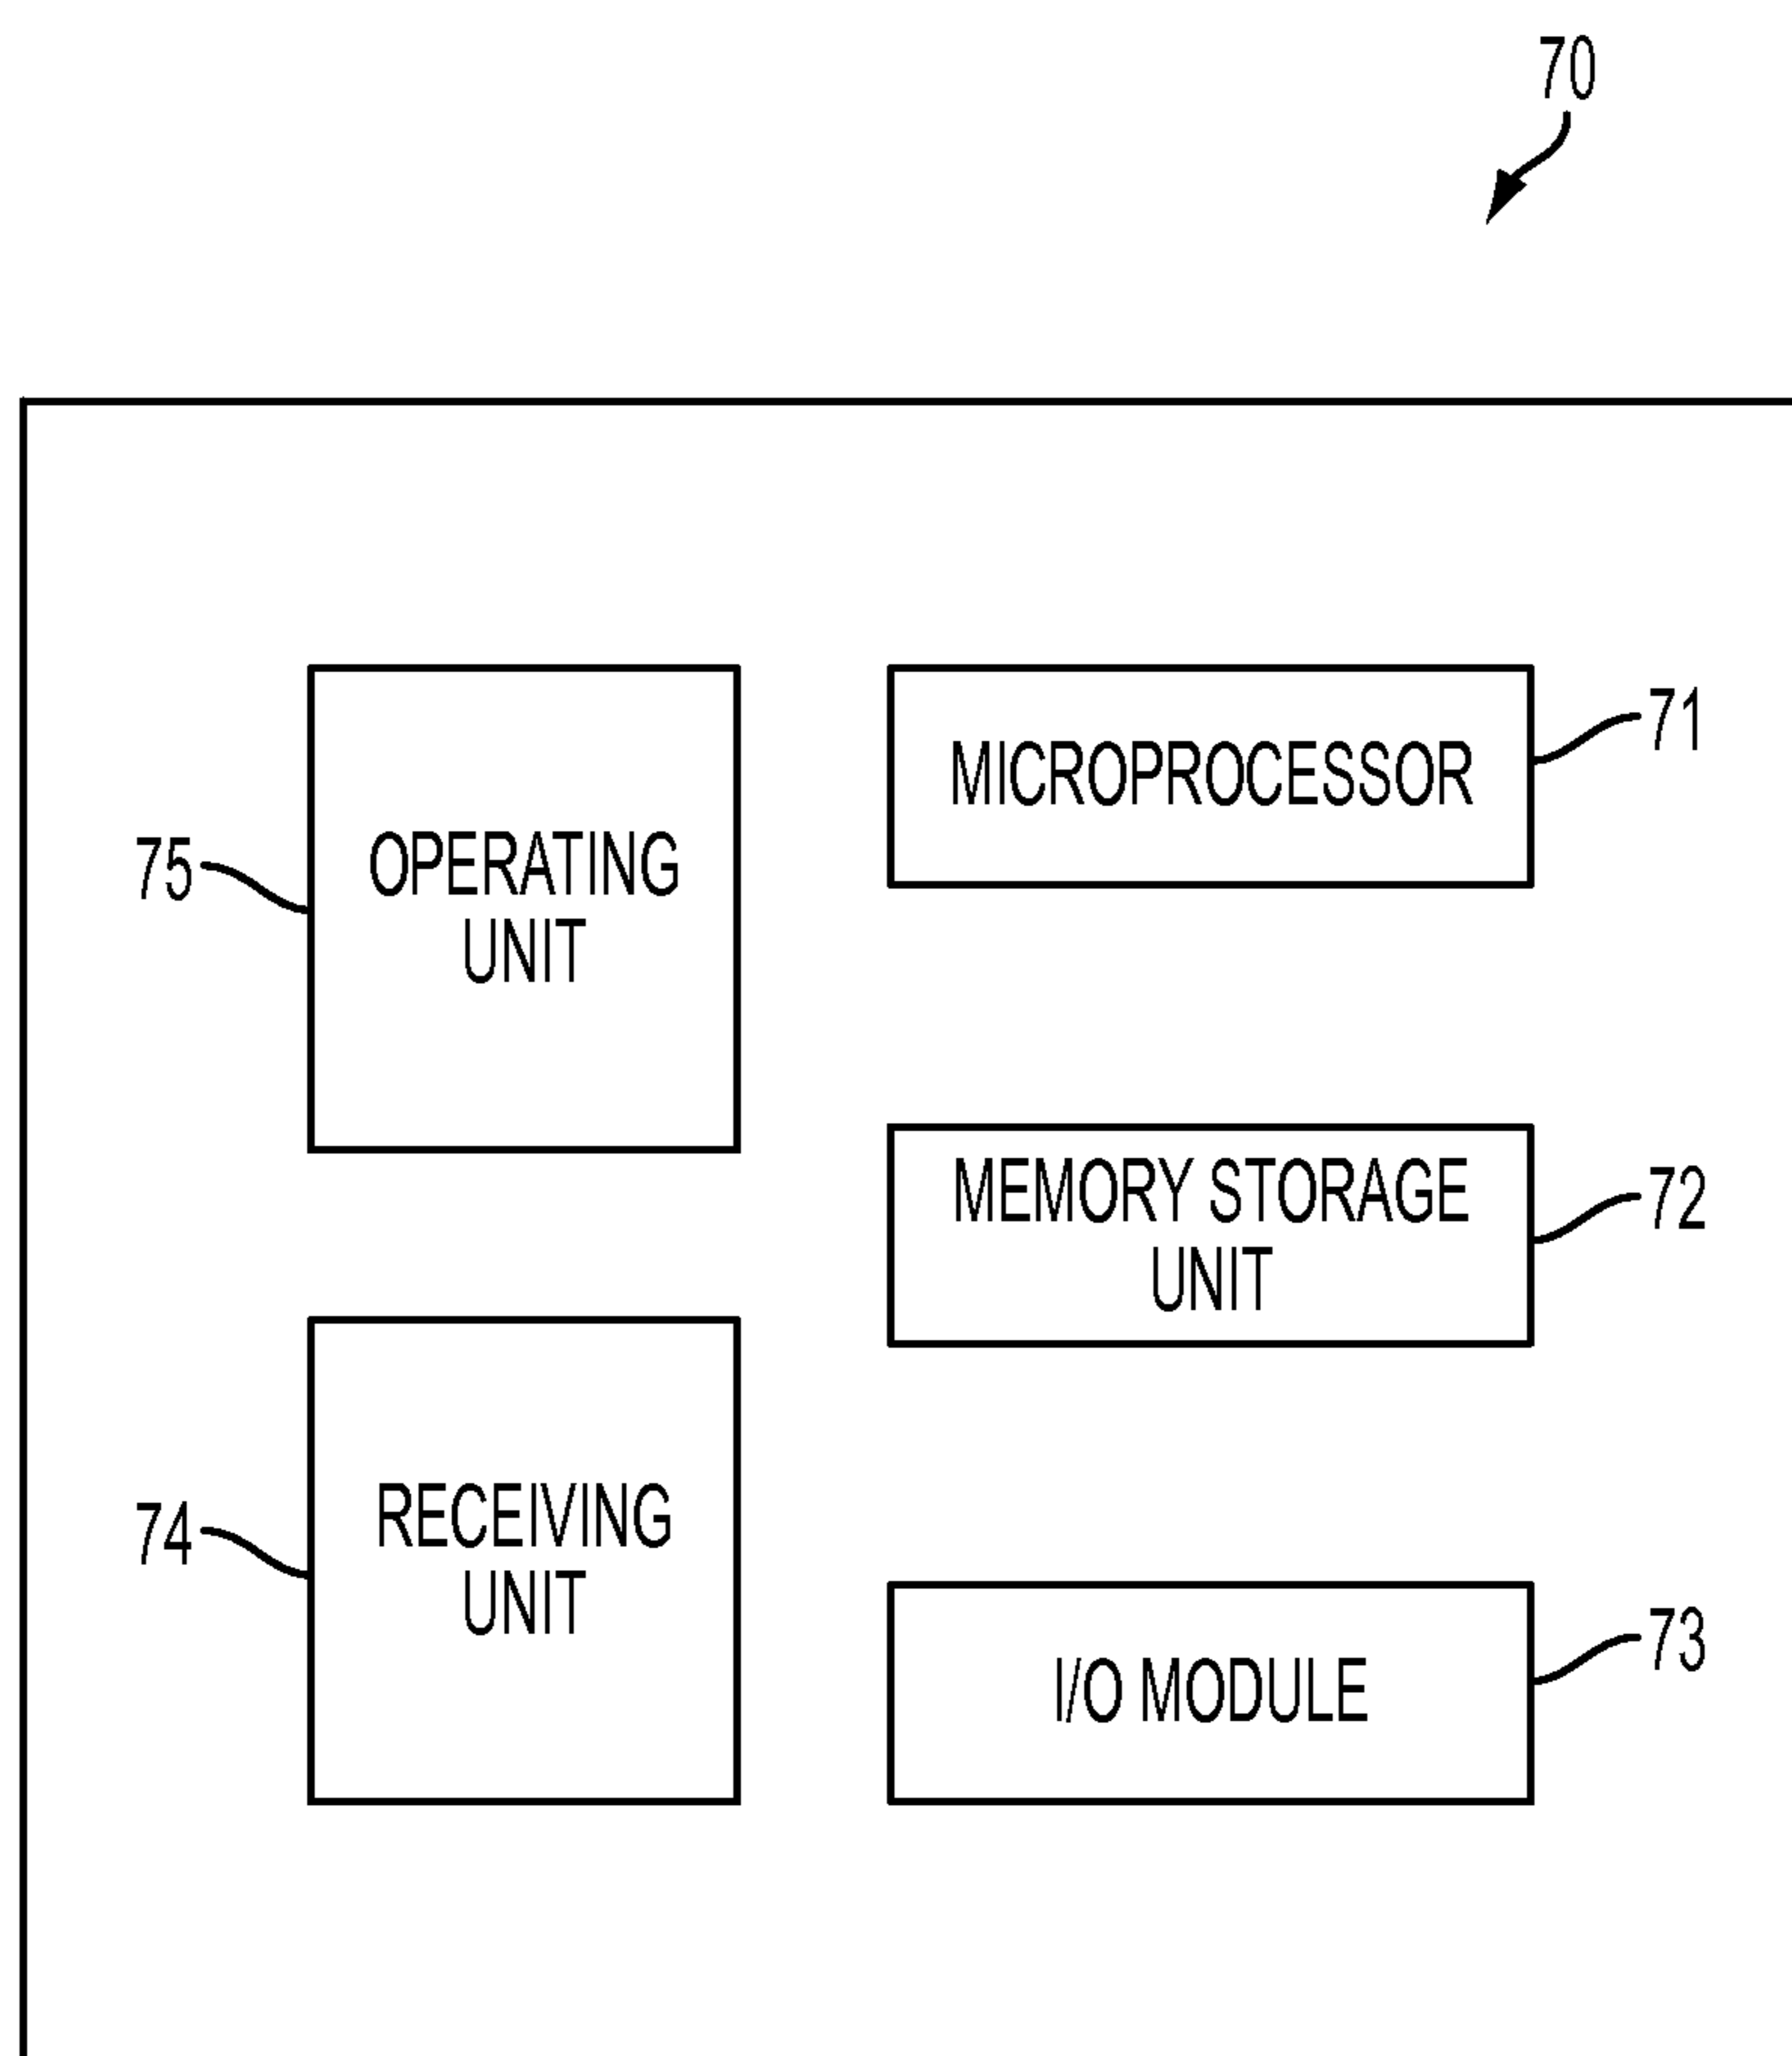 70
MICROPROCESSOR
71
75
OPERATING
UNIT
MEMORY STORAGE
UNIT
72
74
RECEIVING
UNIT
I/O MODULE
73